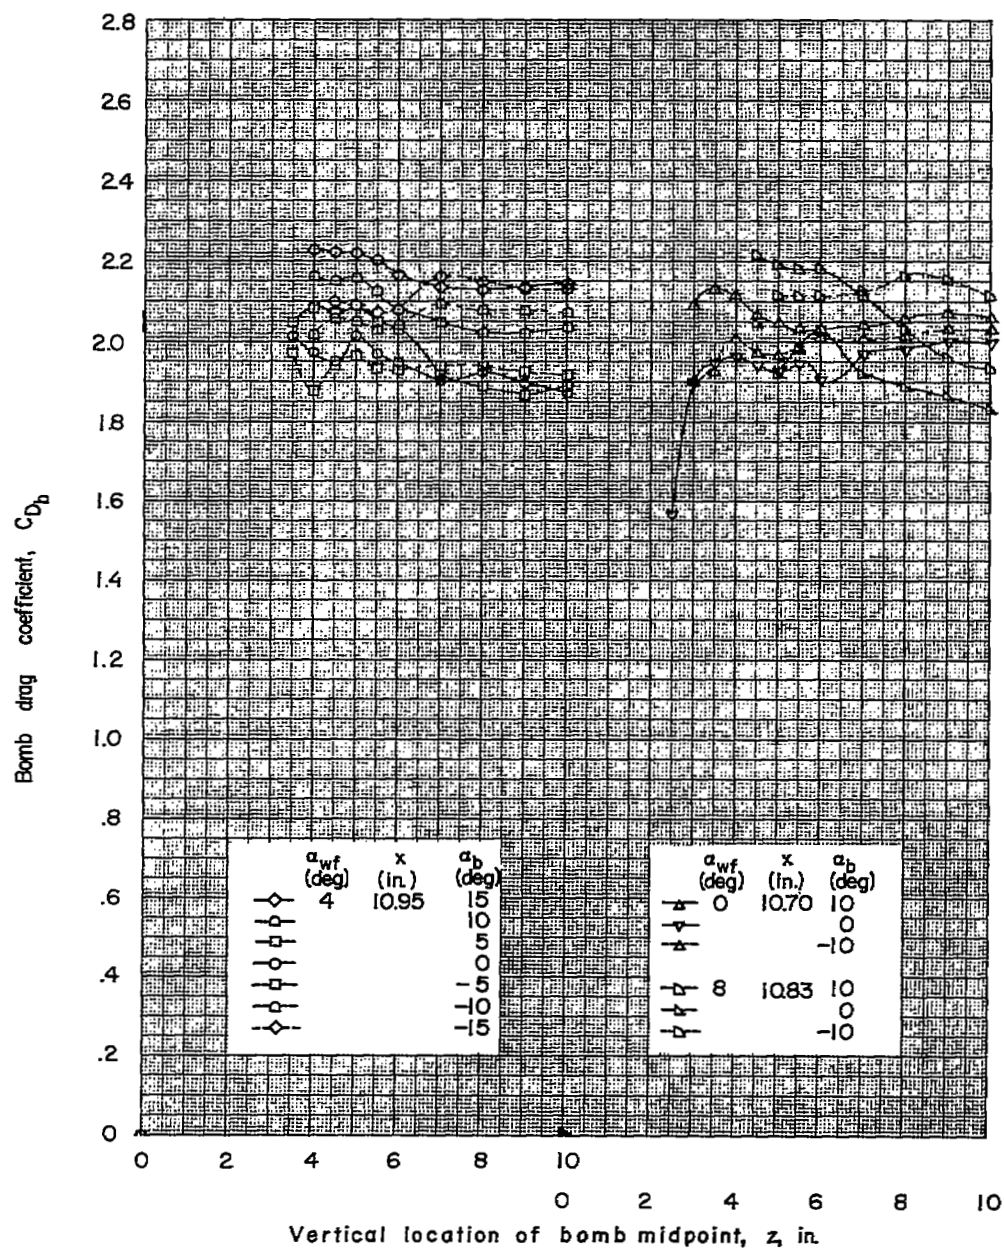 2.8
2.6
2.4
2.2
2.0
1.8
1.6
1.4
1.2
1.0
.8
.6
.4
.2
0
Bomb drag coefficient, C_D_b
α_wf x α_b
(deg) (in.) (deg)
4 10.95 15
10
5
0
-5
-10
-15
α_wf x α_b
(deg) (in.) (deg)
0 10.70 10
0
-10
8 10.83 10
0
-10
0 2 4 6 8 10
0 2 4 6 8 10
Vertical location of bomb midpoint, z, in.